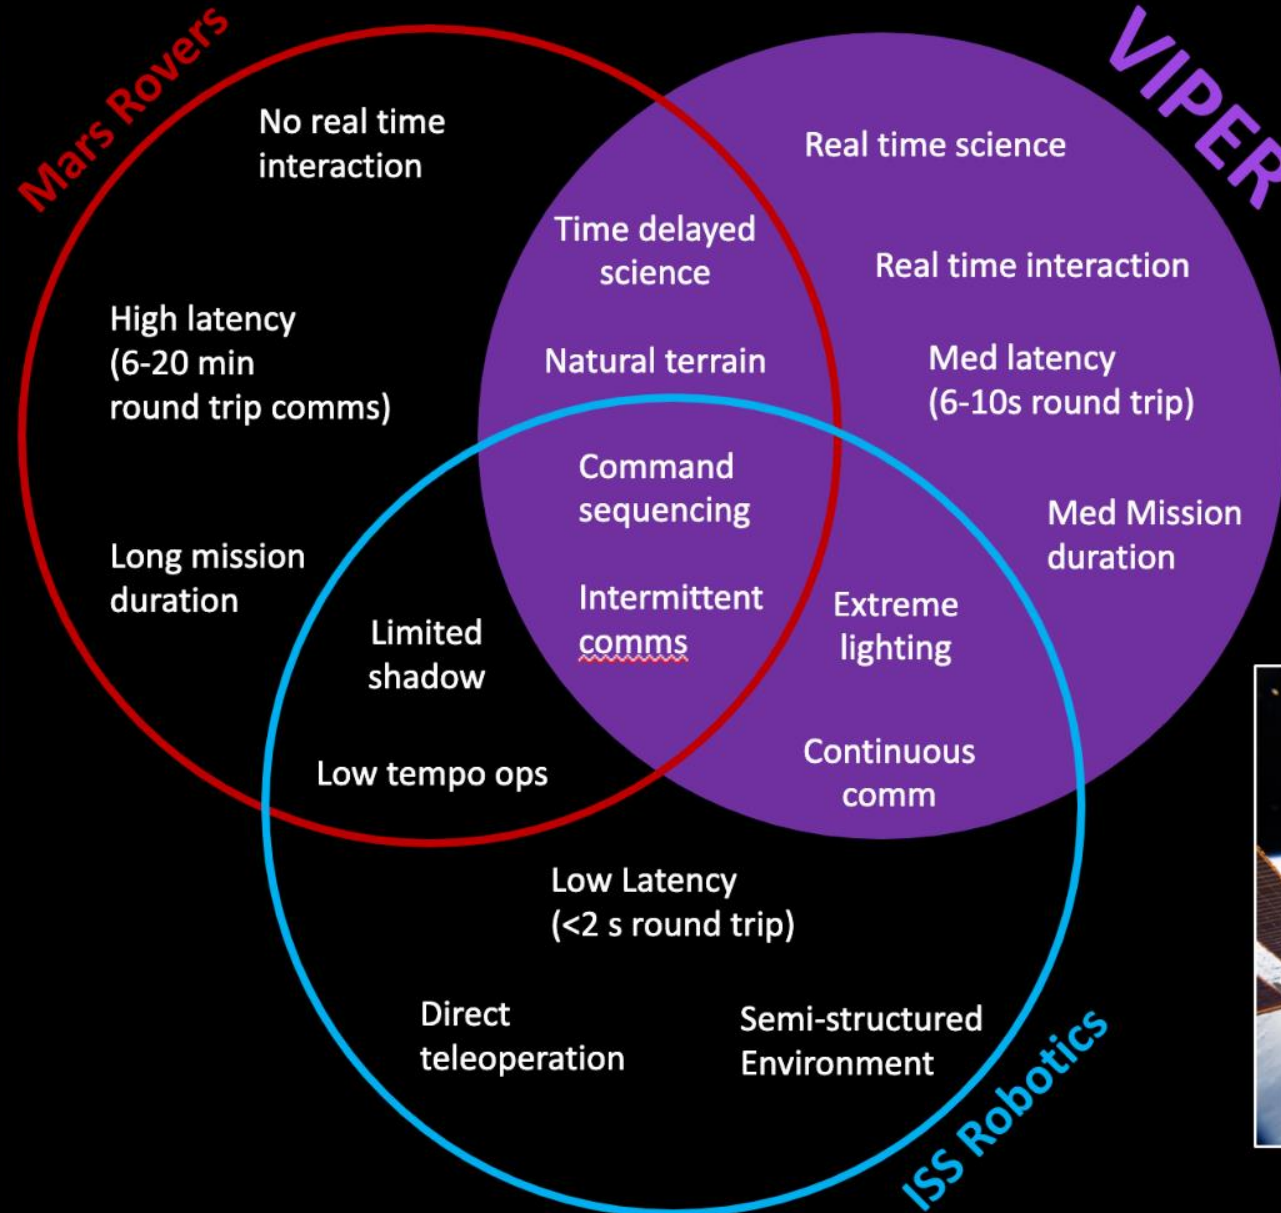 Mars Rovers
VIPER
No real time
interaction
High latency
(6-20 min
round trip comms)
Long mission
duration
Time delayed
science
Natural terrain
Real time science
Real time interaction
Med latency
(6-10s round trip)
Med Mission
duration
Command
sequencing
Intermittent
comms
Limited
shadow
Low tempo ops
Extreme
lighting
Continuous
comm
Low Latency
(<2 s round trip)
Direct
teleoperation
Semi-structured
Environment
ISS Robotics